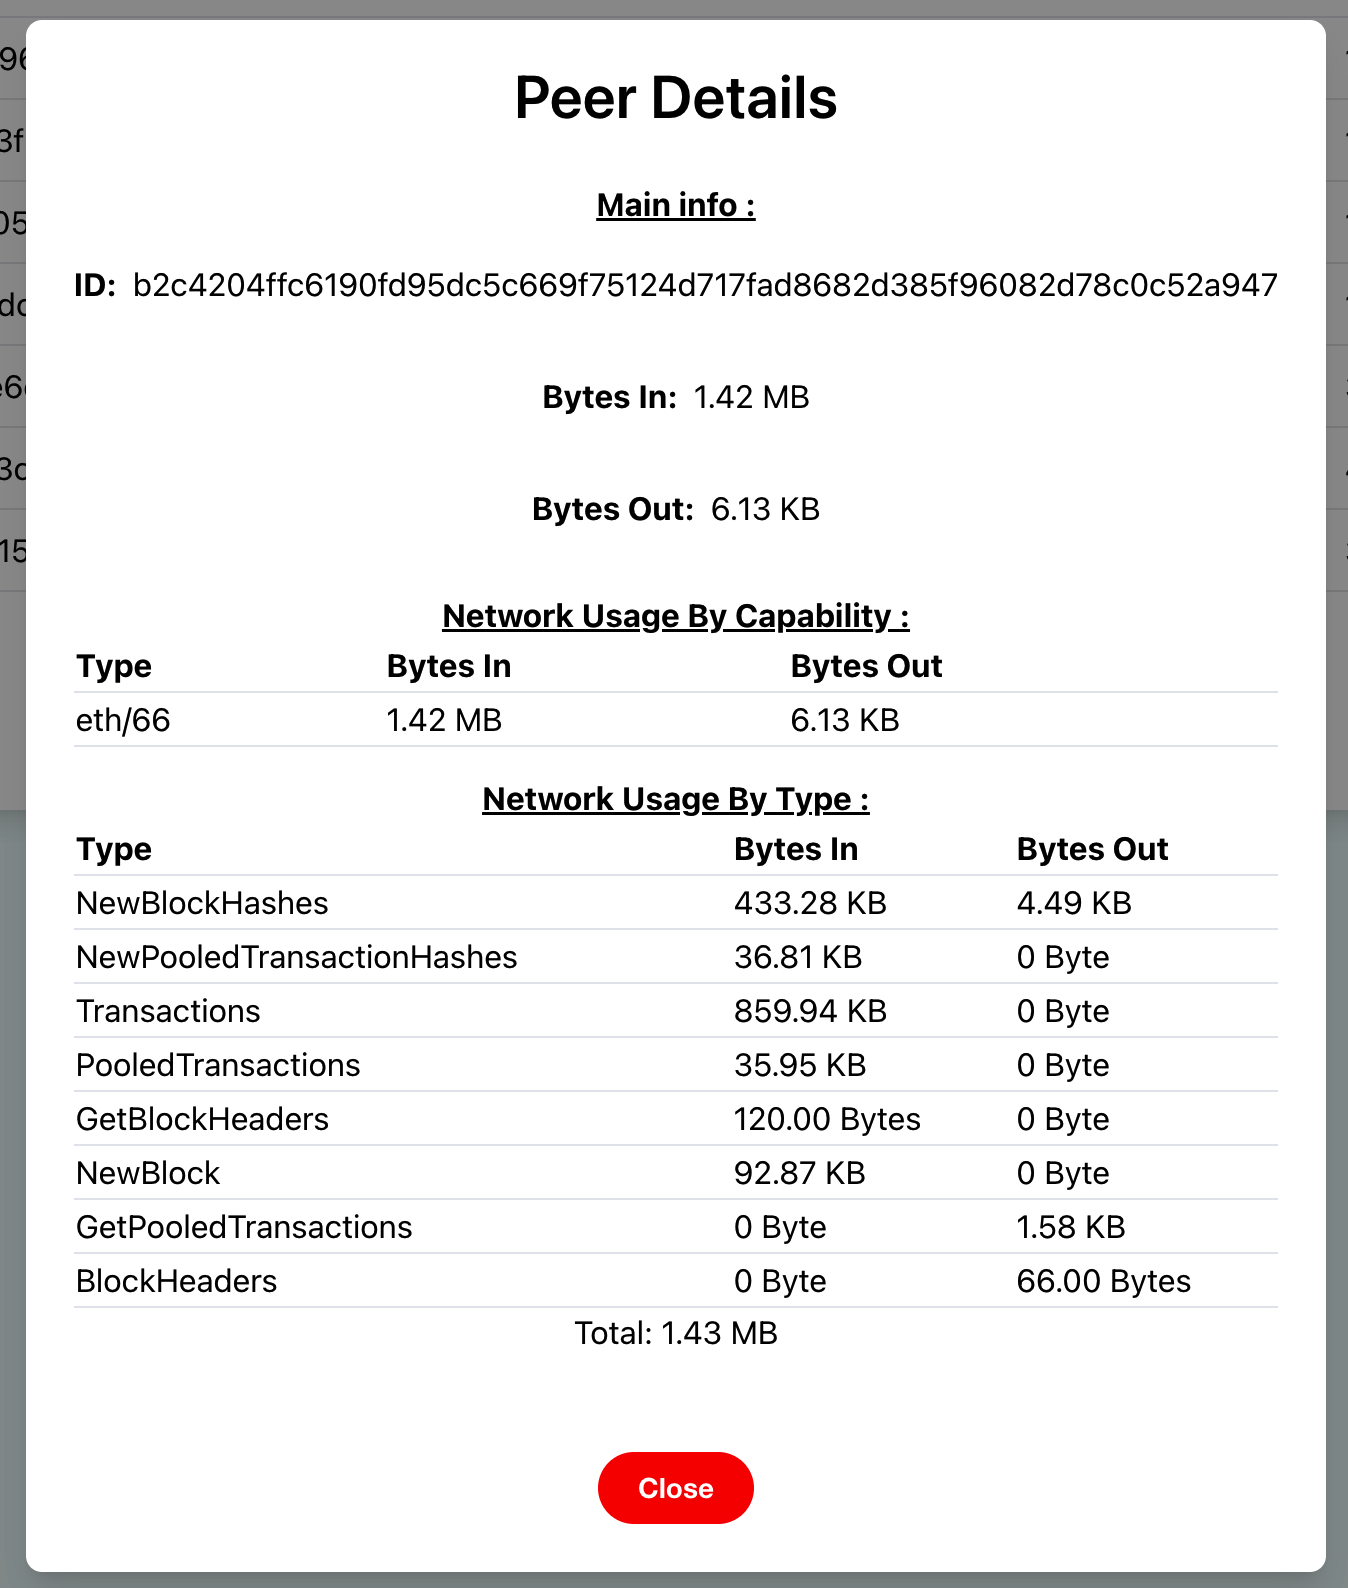 Peer Details
Main info :
ID: b2c4204ffc6190fd95dc5c669f75124d717fad8682d385f96082d78c0c52a947
Bytes In: 1.42 MB
Bytes Out: 6.13 KB
Network Usage By Capability :
Type Bytes In Bytes Out
eth/66 1.42 MB 6.13 KB
Network Usage By Type :
Type Bytes In Bytes Out
NewBlockHashes 433.28 KB 4.49 KB
NewPooledTransactionHashes 36.81 KB 0 Byte
Transactions 859.94 KB 0 Byte
PooledTransactions 35.95 KB 0 Byte
GetBlockHeaders 120.00 Bytes 0 Byte
NewBlock 92.87 KB 0 Byte
GetPooledTransactions 0 Byte 1.58 KB
BlockHeaders 0 Byte 66.00 Bytes
Total: 1.43 MB
Close